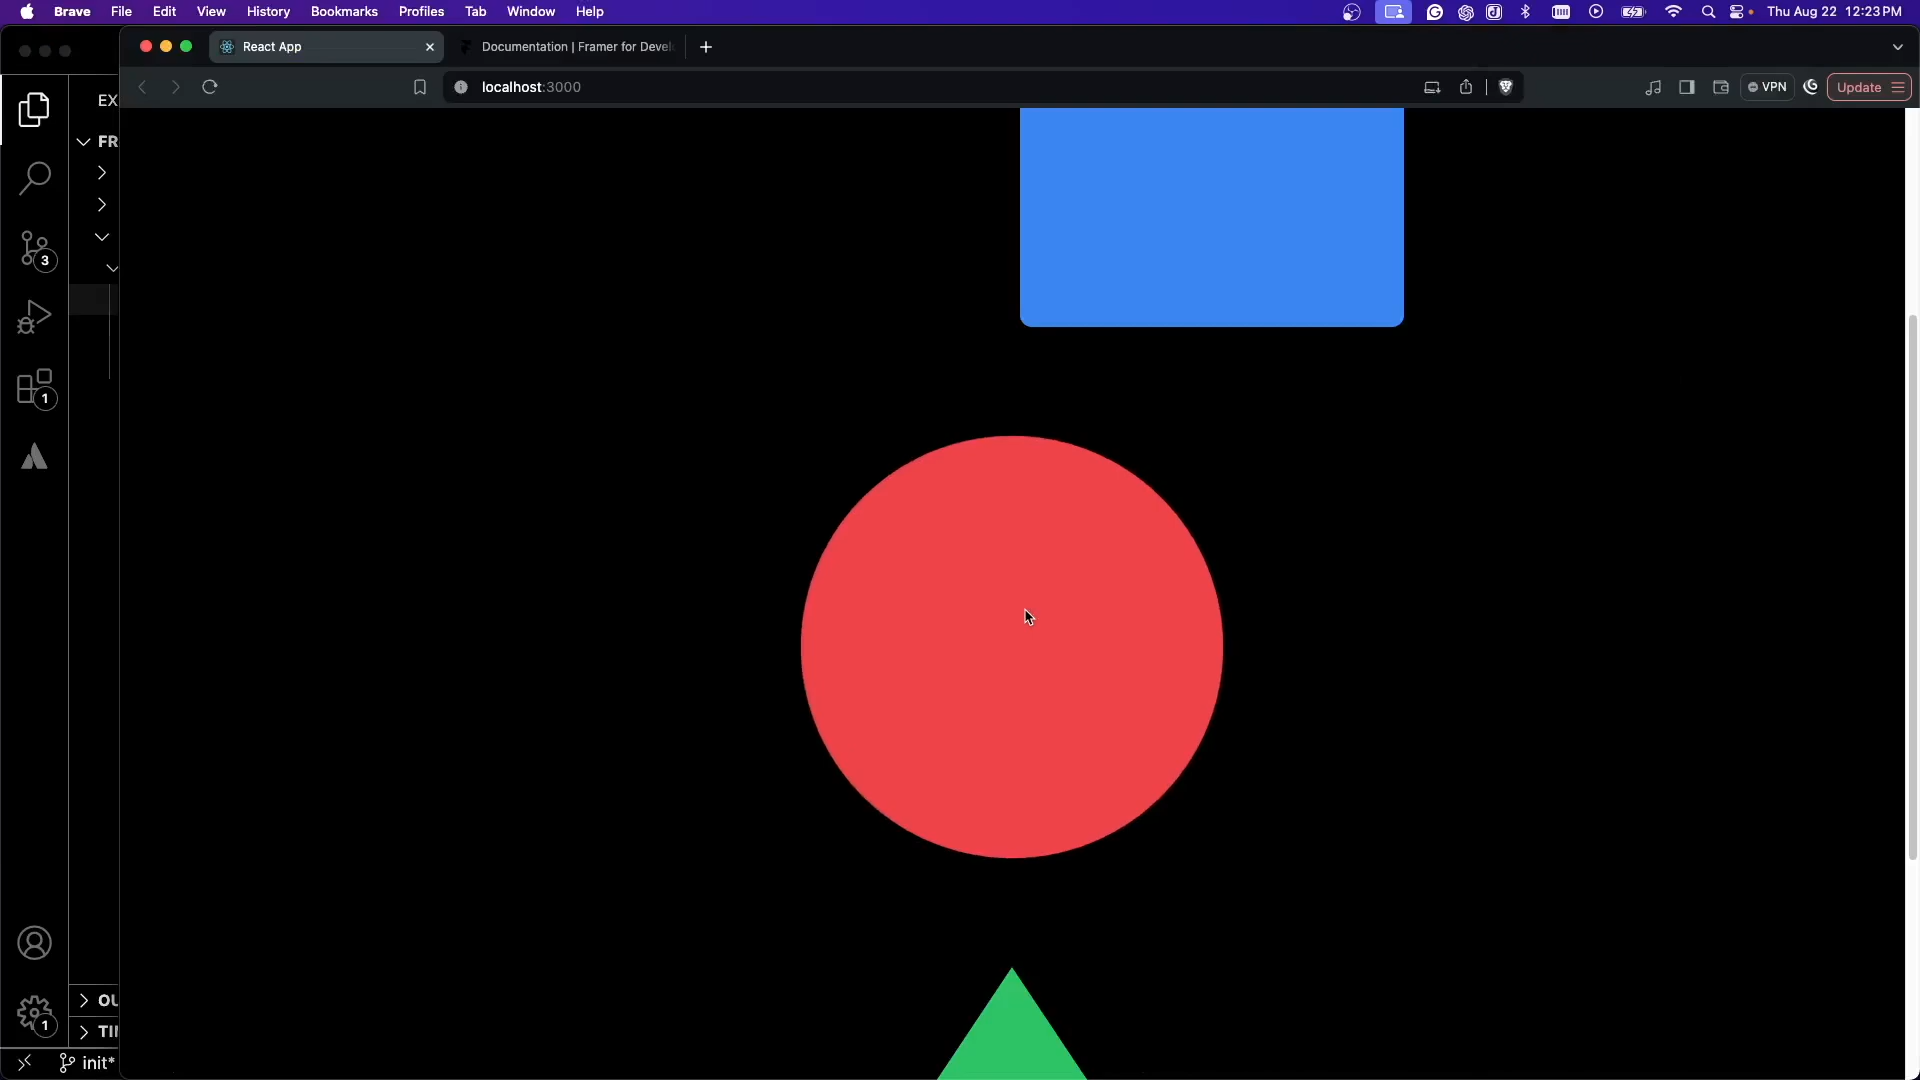 Brave File Edit View History Bookmarks Profiles Tab Window Help Thu Aug 22 12:23 PM
React App Documentation | Framer for Devel
localhost:3000 VPN Update
EX
FR
3
1
OU
1
TI
init*